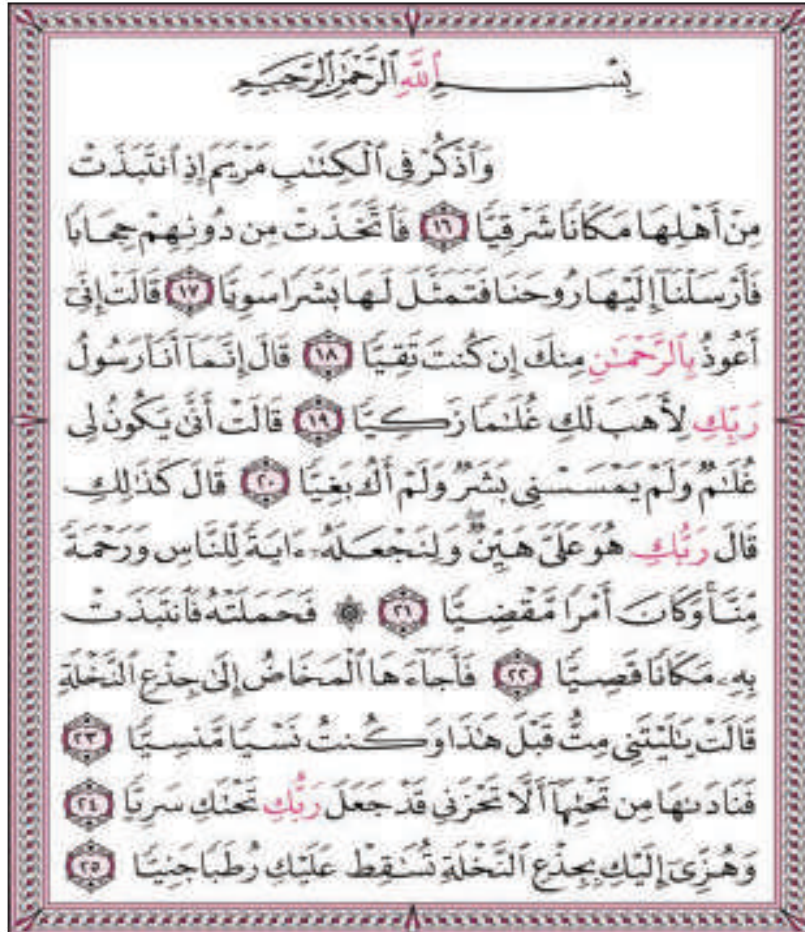 بِسْمِ ٱللَّهِ ٱلرَّحْمَٰنِ ٱلرَّحِيمِ
وَٱذْكُرْ فِى ٱلْكِتَٰبِ مَرْيَمَ إِذِ ٱنتَبَذَتْ
مِنْ أَهْلِهَا مَكَانًا شَرْقِيًّا ١٦ فَٱتَّخَذَتْ مِن دُونِهِمْ حِجَابًا
فَأَرْسَلْنَآ إِلَيْهَا رُوحَنَا فَتَمَثَّلَ لَهَا بَشَرًا سَوِيًّا ١٧ قَالَتْ إِنِّىٓ
أَعُوذُ بِٱلرَّحْمَٰنِ مِنكَ إِن كُنتَ تَقِيًّا ١٨ قَالَ إِنَّمَآ أَنَا۠ رَسُولُ
رَبِّكِ لِأَهَبَ لَكِ غُلَٰمًا زَكِيًّا ١٩ قَالَتْ أَنَّىٰ يَكُونُ لِى
غُلَٰمٌ وَلَمْ يَمْسَسْنِى بَشَرٌ وَلَمْ أَكُ بَغِيًّا ٢٠ قَالَ كَذَٰلِكِ
قَالَ رَبُّكِ هُوَ عَلَىَّ هَيِّنٌ ۖ وَلِنَجْعَلَهُۥٓ ءَايَةً لِّلنَّاسِ وَرَحْمَةً
مِّنَّا ۚ وَكَانَ أَمْرًا مَّقْضِيًّا ٢١ ۞ فَحَمَلَتْهُ فَٱنتَبَذَتْ
بِهِۦ مَكَانًا قَصِيًّا ٢٢ فَأَجَآءَهَا ٱلْمَخَاضُ إِلَىٰ جِذْعِ ٱلنَّخْلَةِ
قَالَتْ يَٰلَيْتَنِى مِتُّ قَبْلَ هَٰذَا وَكُنتُ نَسْيًا مَّنسِيًّا ٢٣
فَنَادَىٰهَا مِن تَحْتِهَآ أَلَّا تَحْزَنِى قَدْ جَعَلَ رَبُّكِ تَحْتَكِ سَرِيًّا ٢٤
وَهُزِّىٓ إِلَيْكِ بِجِذْعِ ٱلنَّخْلَةِ تُسَٰقِطْ عَلَيْكِ رُطَبًا جَنِيًّا ٢٥